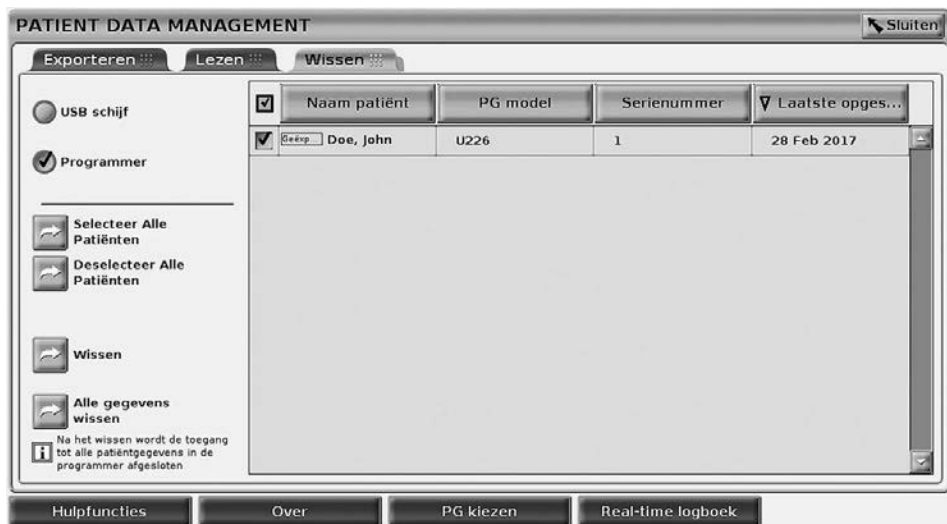 PATIENT DATA MANAGEMENT
Sluiten
Exporteren
Lezen
Wissen
USB schijf
Programmer
Selecteer Alle
Patiënten
Deselecteer Alle
Patiënten
Wissen
Alle gegevens
wissen
Na het wissen wordt de toegang
tot alle patiëntgegevens in de
programmer afgesloten
Naam patiënt PG model Serienummer Laatste opges...
Geëxp... Doe, John U226 1 28 Feb 2017
Hulpfuncties Over PG kiezen Real-time logboek